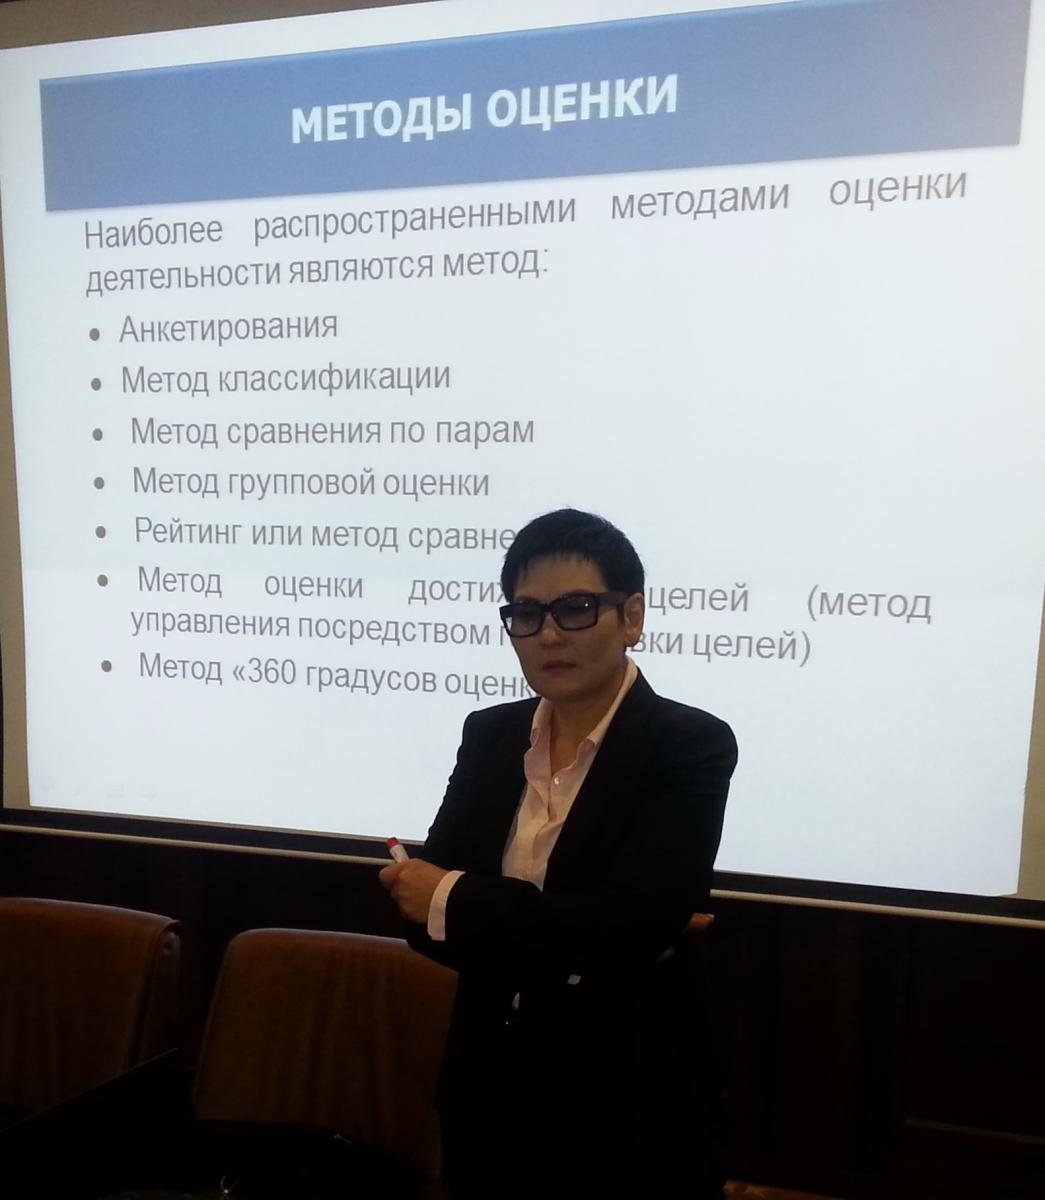 МЕТОДЫ ОЦЕНКИ
Наиболее распространенными методами оценки
деятельности являются метод:
• Анкетирования
• Метод классификации
• Метод сравнения по парам
• Метод групповой оценки
• Рейтинг или метод
• Метод оценки целей (метод
управления посредством целей)
• Метод «360 градусов